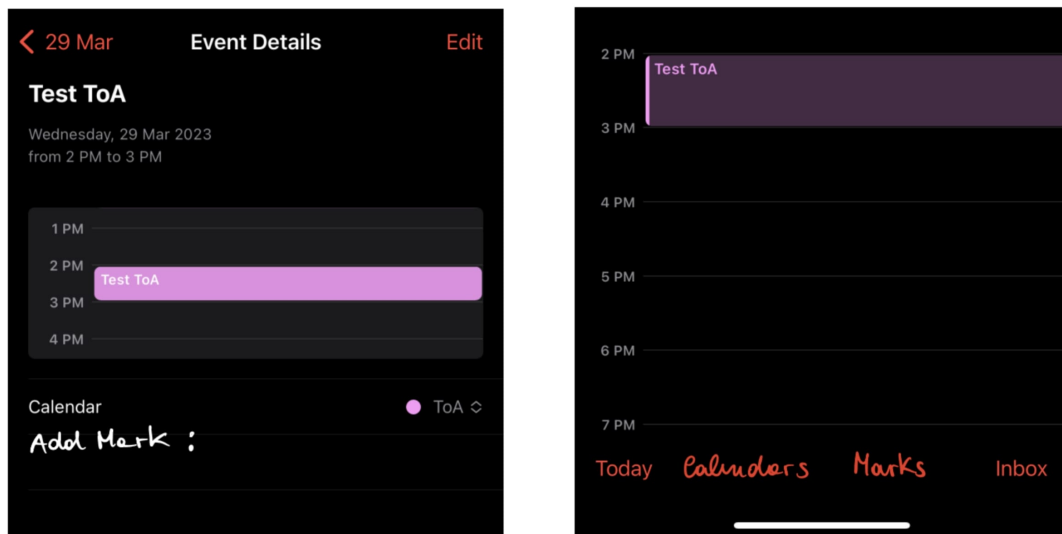 29 Mar Event Details Edit
Test ToA
Wednesday, 29 Mar 2023
from 2 PM to 3 PM
1 PM
2 PM
Test ToA
3 PM
4 PM
Calendar ToA
Add Mark :
2 PM
Test ToA
3 PM
4 PM
5 PM
6 PM
7 PM
Today Calendars Marks Inbox